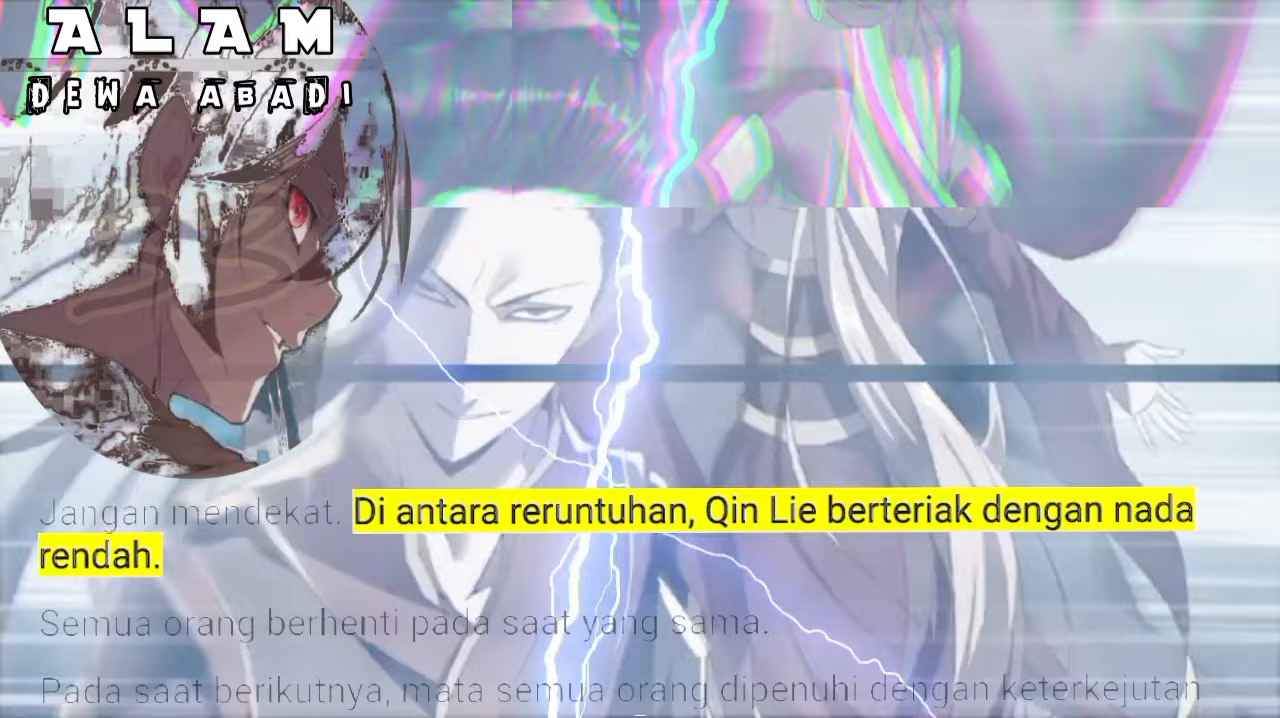 ALAM
DEWA ABADI
Jangan mendekat. Di antara reruntuhan, Qin Lie berteriak dengan nada
rendah.
Semua orang berhenti pada saat yang sama.
Pada saat berikutnya, mata semua orang dipenuhi dengan keterkejutan